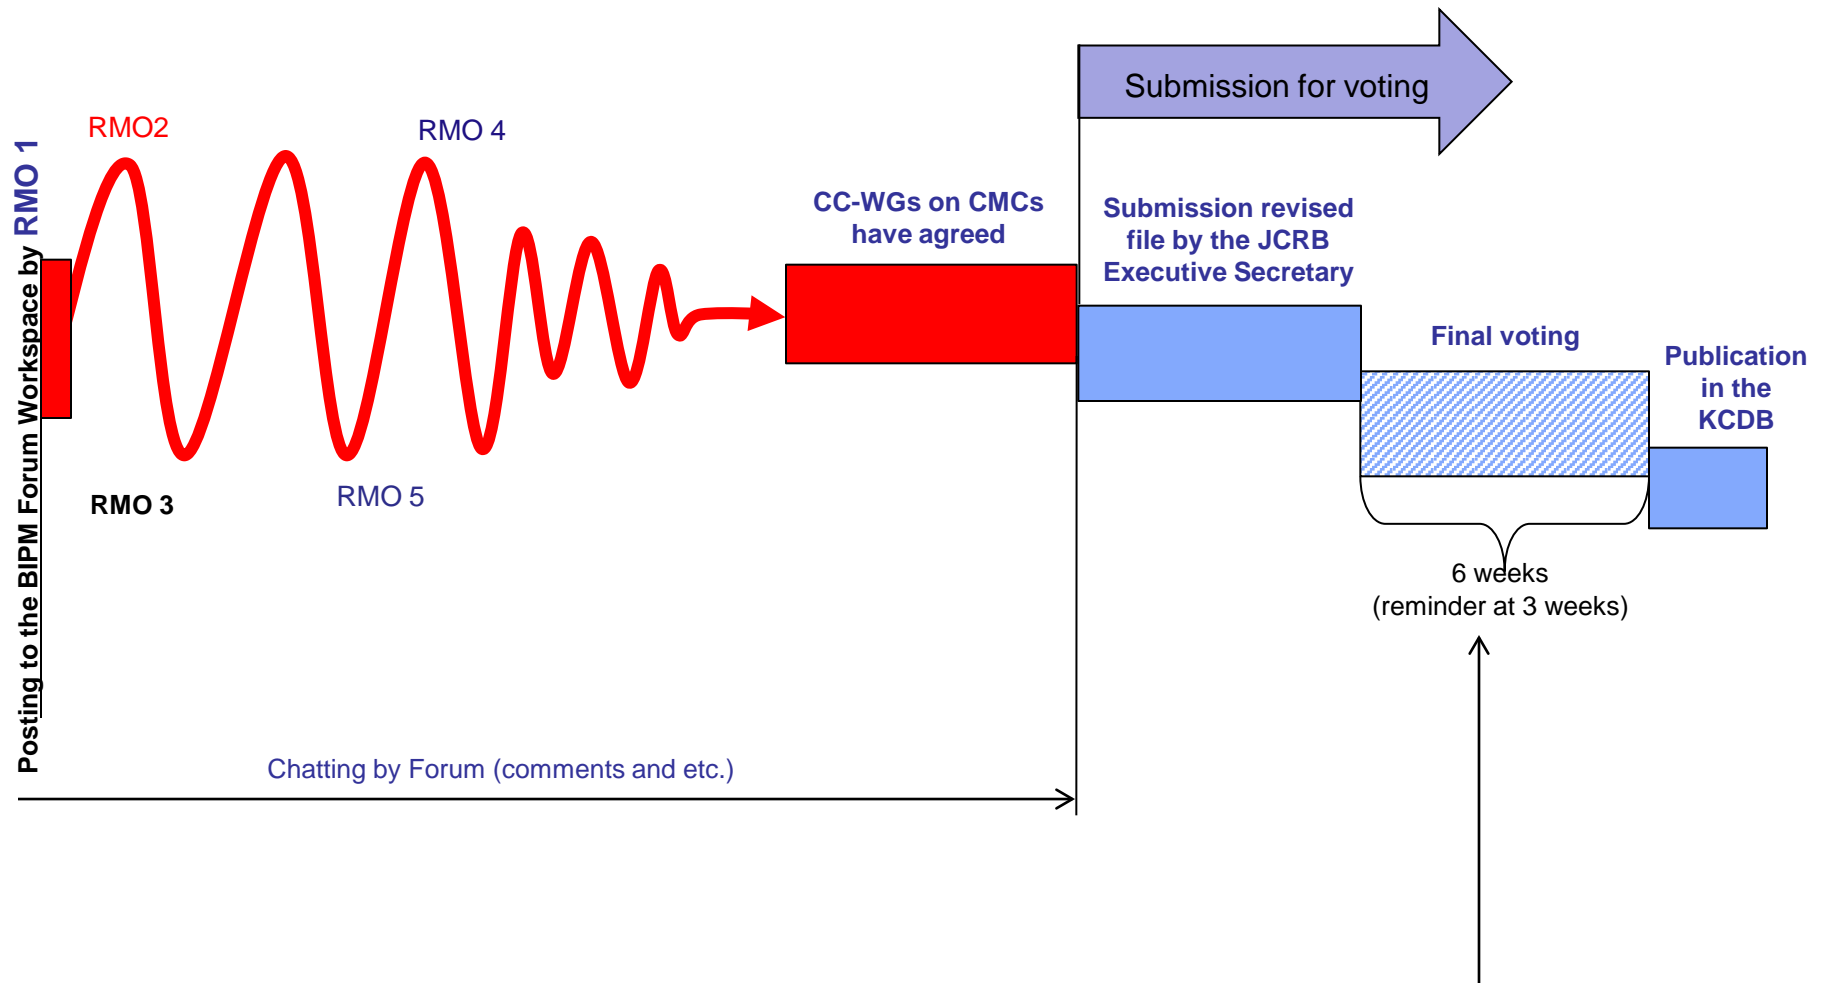 Posting to the BIPM Forum Workspace by RMO 1
RMO2
RMO 4
RMO 3
RMO 5
Submission for voting
CC-WGs on CMCs
have agreed
Submission revised
file by the JCRB
Executive Secretary
Final voting
Publication
in the
KCDB
6 weeks
(reminder at 3 weeks)
Chatting by Forum (comments and etc.)